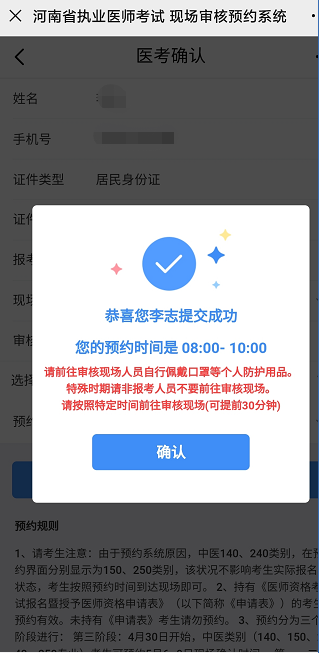 河南省执业医师考试 现场审核预约系统
医考确认
姓名
手机号
证件类型 居民身份证
证
报考
现场
审核
选择
预约
恭喜您李志提交成功
您的预约时间是 08:00- 10:00
请前往审核现场人员自行佩戴口罩等个人防护用品。
特殊时期请非报考人员不要前往审核现场。
请按照特定时间前往审核现场(可提前30分钟)
确认
预约规则
1、请考生注意：由于预约系统原因，中医140、240类别，在预
约界面分别显示为150、250类别，该状况不影响考生实际报名
状态，考生按照预约时间到达现场即可。 2、持有《医师资格考
试报名暨授予医师资格申请表》（以下简称《申请表》）的考生
预约有效。未持有《申请表》考生请勿预约。 3、预约分为三个
阶段进行： 第三阶段：4月30日开始，中医类别（140、150、